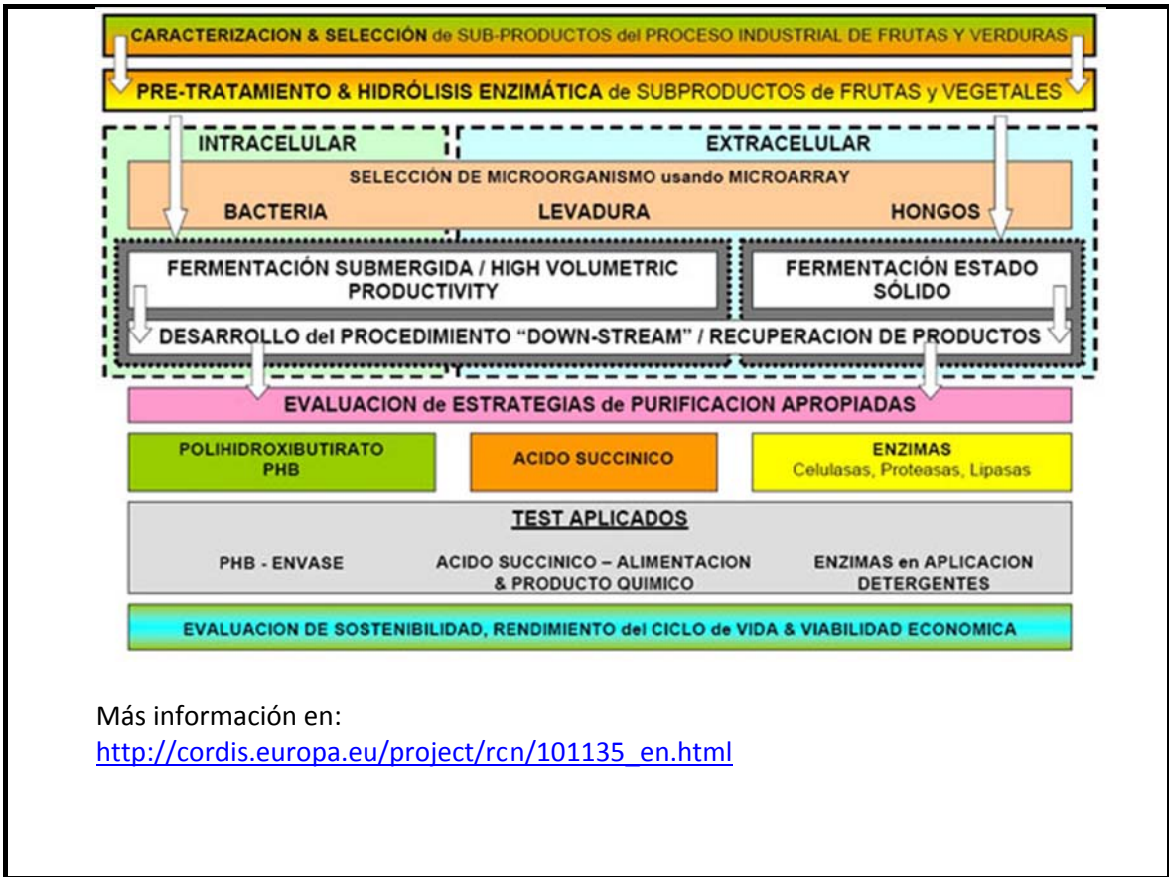 CARACTERIZACION & SELECCIÓN de SUB-PRODUCTOS del PROCESO INDUSTRIAL DE FRUTAS Y VERDURAS
PRE-TRATAMIENTO & HIDRÓLISIS ENZIMÁTICA de SUBPRODUCTOS de FRUTAS y VEGETALES
INTRACELULAR
EXTRACELULAR
SELECCIÓN DE MICROORGANISMO usando MICROARRAY
BACTERIA
LEVADURA
HONGOS
FERMENTACIÓN SUBMERGIDA / HIGH VOLUMETRIC
PRODUCTIVITY
FERMENTACIÓN ESTADO
SÓLIDO
DESARROLLO del PROCEDIMIENTO “DOWN-STREAM” / RECUPERACION DE PRODUCTOS
EVALUACION de ESTRATEGIAS de PURIFICACION APROPIADAS
POLIHIDROXIBUTIRATO
PHB
ACIDO SUCCINICO
ENZIMAS
Celulasas, Proteasas, Lipasas
TEST APLICADOS
PHB - ENVASE
ACIDO SUCCINICO – ALIMENTACION
& PRODUCTO QUIMICO
ENZIMAS en APLICACION
DETERGENTES
EVALUACION DE SOSTENIBILIDAD, RENDIMIENTO del CICLO de VIDA & VIABILIDAD ECONOMICA
Más información en:
http://cordis.europa.eu/project/rcn/101135_en.html